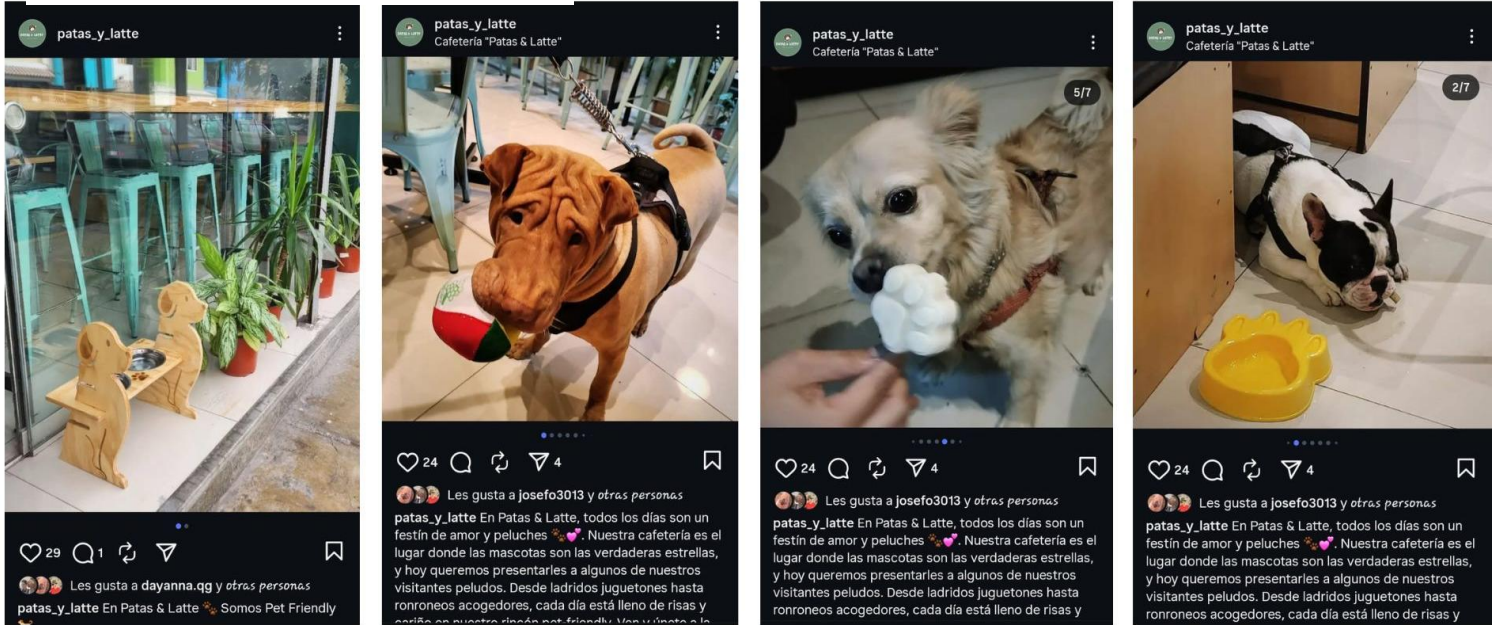 patas_y_latte
29
1
Les gusta a dayanna.qg y otras personas
patas_y_latte En Patas & Latte 🐾 Somos Pet Friendly
patas_y_latte
Cafetería "Patas & Latte"
24
4
Les gusta a josefo3013 y otras personas
patas_y_latte En Patas & Latte, todos los días son un
festín de amor y peluches 🐾💕. Nuestra cafetería es el
lugar donde las mascotas son las verdaderas estrellas,
y hoy queremos presentarles a algunos de nuestros
visitantes peludos. Desde ladridos juguetones hasta
ronroneos acogedores, cada día está lleno de risas y
cariño en nuestro rincón pet-friendly. Ven y únete a la
patas_y_latte
Cafetería "Patas & Latte"
5/7
24
4
Les gusta a josefo3013 y otras personas
patas_y_latte En Patas & Latte, todos los días son un
festín de amor y peluches 🐾💕. Nuestra cafetería es el
lugar donde las mascotas son las verdaderas estrellas,
y hoy queremos presentarles a algunos de nuestros
visitantes peludos. Desde ladridos juguetones hasta
ronroneos acogedores, cada día está lleno de risas y
patas_y_latte
Cafetería "Patas & Latte"
2/7
24
4
Les gusta a josefo3013 y otras personas
patas_y_latte En Patas & Latte, todos los días son un
festín de amor y peluches 🐾💕. Nuestra cafetería es el
lugar donde las mascotas son las verdaderas estrellas,
y hoy queremos presentarles a algunos de nuestros
visitantes peludos. Desde ladridos juguetones hasta
ronroneos acogedores, cada día está lleno de risas y